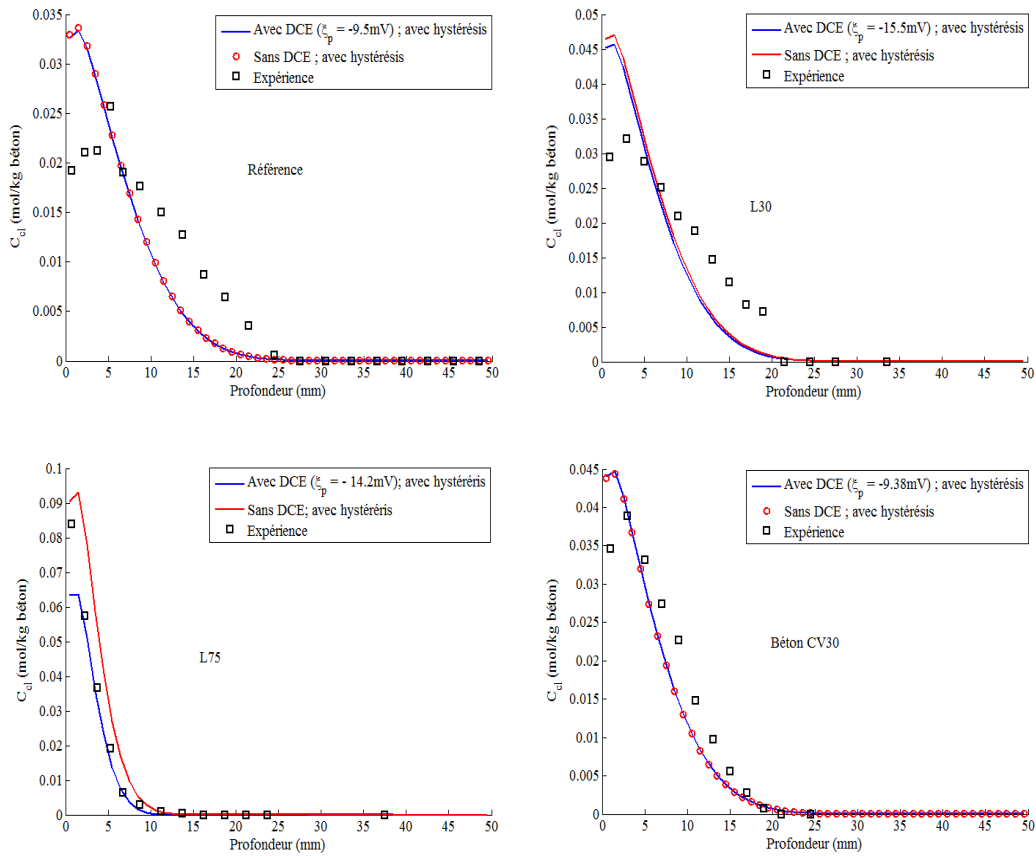 Avec DCE (ξp = -9.5mV) ; avec hystérésis
Sans DCE ; avec hystérésis
Expérience
Référence
C_cl (mol/kg béton)
0.035
0.03
0.025
0.02
0.015
0.01
0.005
0
0 5 10 15 20 25 30 35 40 45 50
Profondeur (mm)
Avec DCE (ξp = -15.5mV) ; avec hystérésis
Sans DCE ; avec hystérésis
Expérience
L30
C_cl (mol/kg béton)
0.05
0.045
0.04
0.035
0.03
0.025
0.02
0.015
0.01
0.005
0
0 5 10 15 20 25 30 35 40 45 50
Profondeur (mm)
Avec DCE (ξp = - 14.2mV); avec hystéréris
Sans DCE; avec hystéréris
Expérience
L75
C_cl (mol/kg béton)
0.1
0.09
0.08
0.07
0.06
0.05
0.04
0.03
0.02
0.01
0
0 5 10 15 20 25 30 35 40 45 50
Profondeur (mm)
Avec DCE (ξp = -9.38mV) ; avec hystérésis
Sans DCE ; avec hystérésis
Expérience
Béton CV30
C_cl (mol/kg béton)
0.045
0.04
0.035
0.03
0.025
0.02
0.015
0.01
0.005
0
0 5 10 15 20 25 30 35 40 45 50
Profondeur (mm)